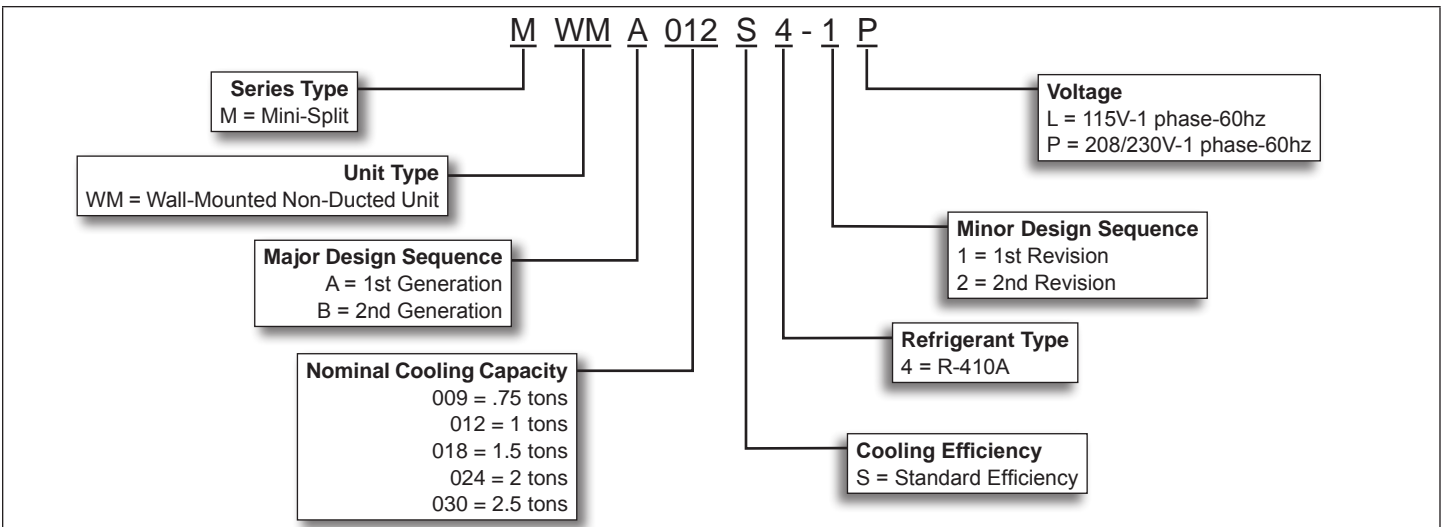 M WM A 012 S 4 - 1 P
Series Type
M = Mini-Split
Unit Type
WM = Wall-Mounted Non-Ducted Unit
Major Design Sequence
A = 1st Generation
B = 2nd Generation
Nominal Cooling Capacity
009 = .75 tons
012 = 1 tons
018 = 1.5 tons
024 = 2 tons
030 = 2.5 tons
Voltage
L = 115V-1 phase-60hz
P = 208/230V-1 phase-60hz
Minor Design Sequence
1 = 1st Revision
2 = 2nd Revision
Refrigerant Type
4 = R-410A
Cooling Efficiency
S = Standard Efficiency